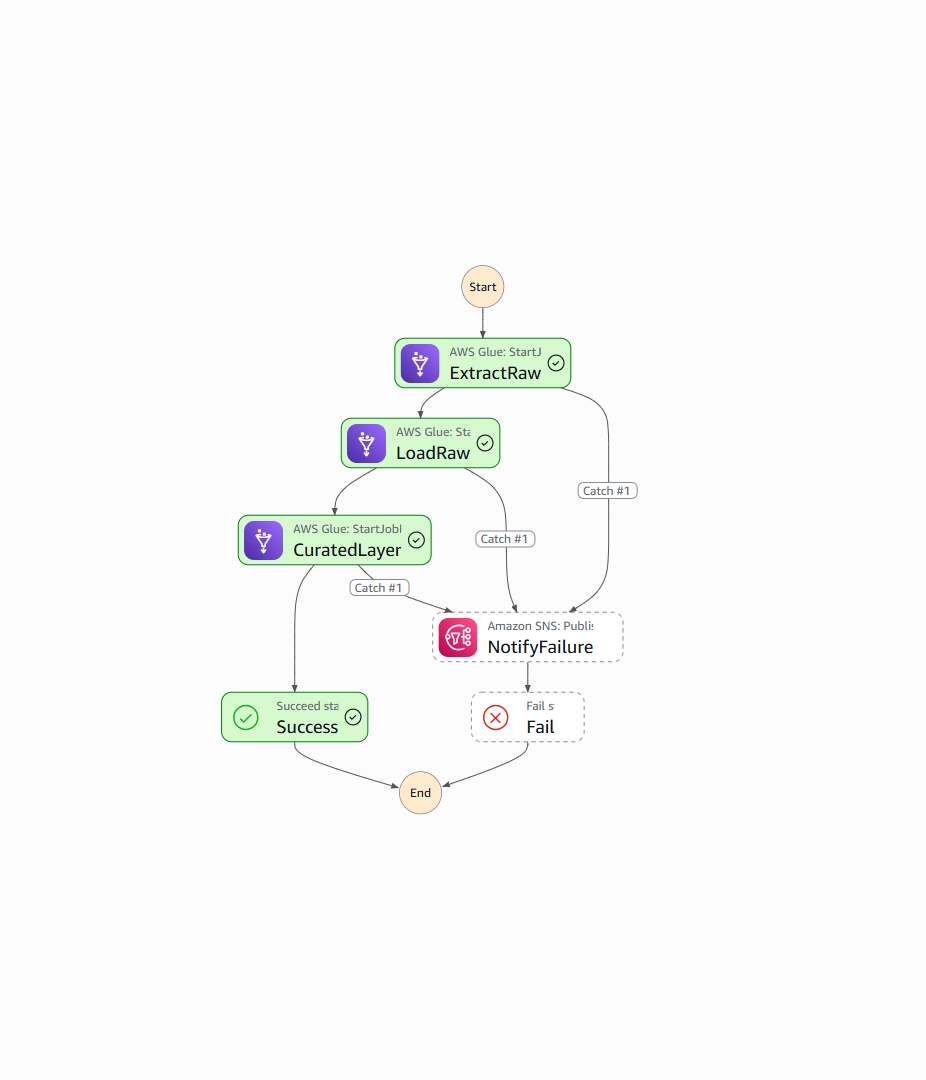 Start
AWS Glue: StartJ
ExtractRaw
AWS Glue: Sta
LoadRaw
Catch #1
AWS Glue: StartJobI
CuratedLayer
Catch #1
Catch #1
Amazon SNS: Publis
NotifyFailure
Succeed sta
Success
Fail s
Fail
End